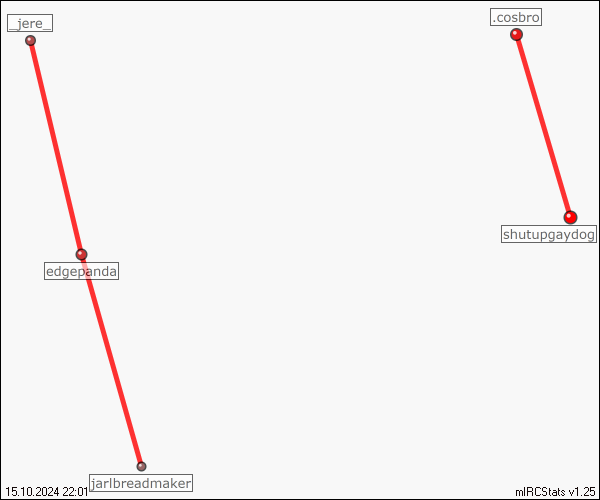 _jere_
.cosbro
shutupgaydog
edgepanda
jarlbreadmaker
15.10.2024 22:01
mIRCStats v1.25